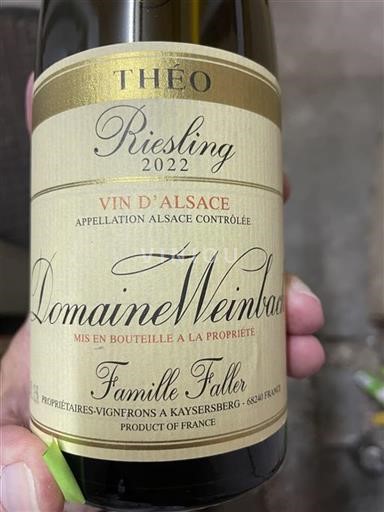 THÉO
Riesling
2022
VIN D'ALSACE
APPELLATION ALSACE CONTRÔLÉE
Domaine Weinbach
MIS EN BOUTEILLE A LA PROPRIÉTÉ
Famille Faller
PROPRIÉTAIRES-VIGNERONS A KAYSERSBERG - 68240 FRANCE
PRODUCT OF FRANCE